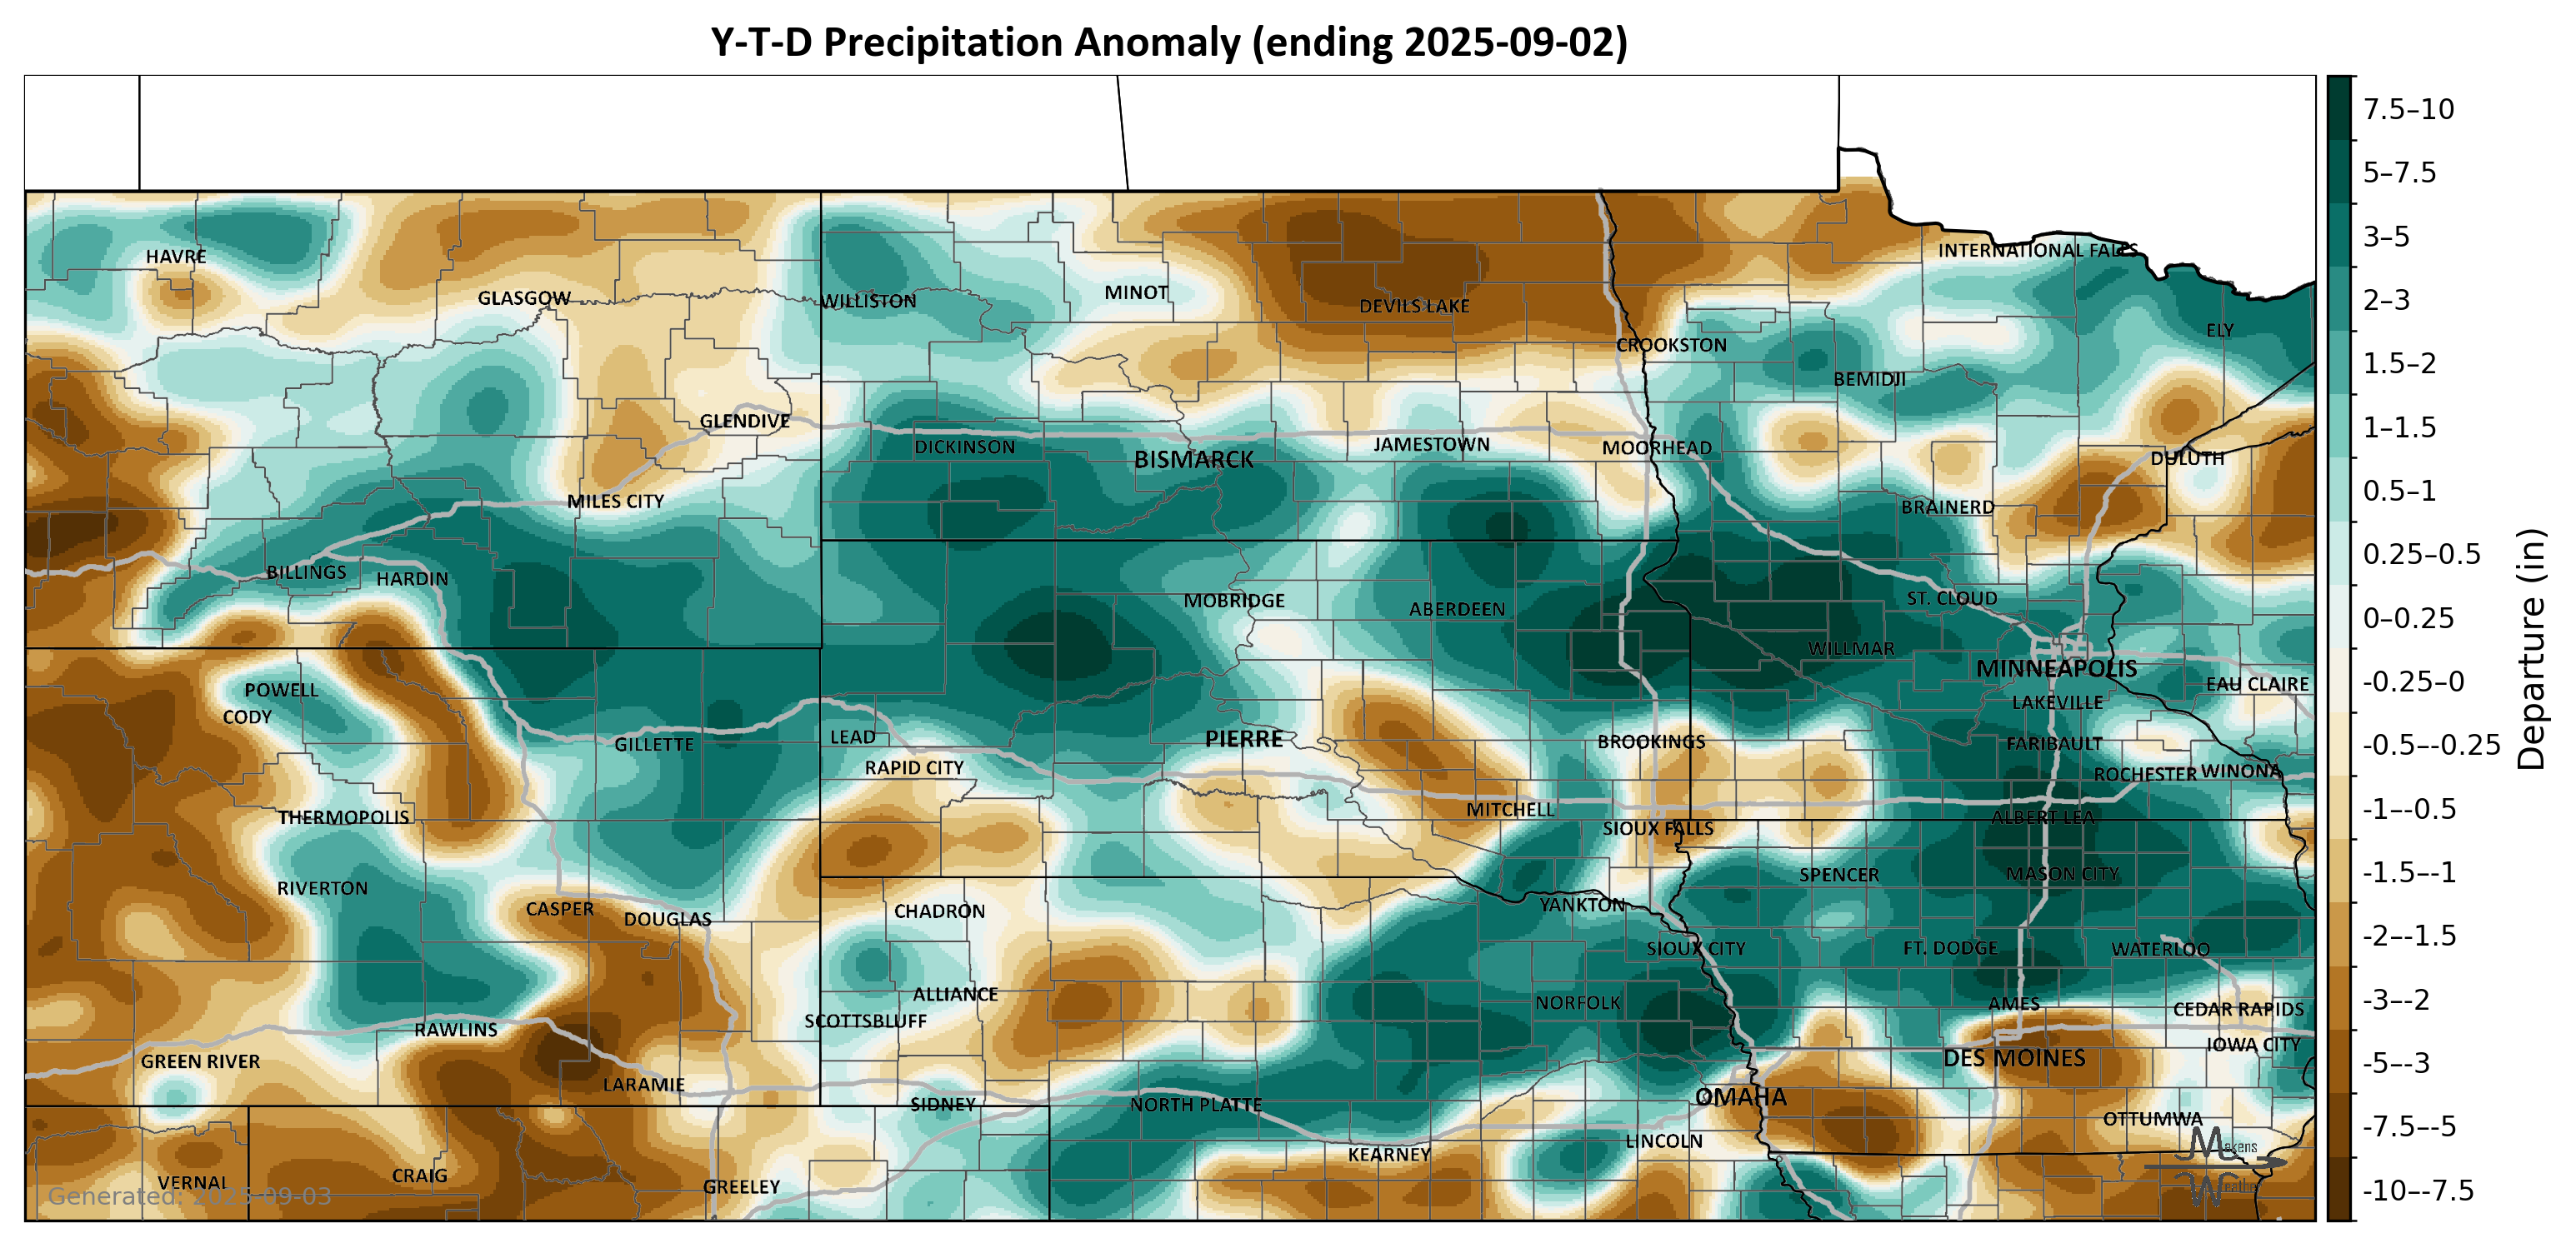 Y-T-D Precipitation Anomaly (ending 2025-09-02)
HAVRE
GLASGOW
WILLISTON
MINOT
DEVILS LAKE
INTERNATIONAL FALLS
ELY
CROOKSTON
BEMIDJI
GLENDIVE
DICKINSON
BISMARCK
JAMESTOWN
MOORHEAD
DULUTH
MILES CITY
BRAINERD
BILLINGS
HARDIN
MOBRIDGE
ABERDEEN
ST. CLOUD
WILLMAR
MINNEAPOLIS
EAU CLAIRE
POWELL
CODY
LAKEVILLE
GILLETTE
LEAD
RAPID CITY
PIERRE
BROOKINGS
FARIBAULT
ROCHESTER
WINONA
THERMOPOLIS
MITCHELL
SIOUX FALLS
ALBERT LEA
RIVERTON
SPENCER
MASON CITY
CASPER
DOUGLAS
CHADRON
YANKTON
SIOUX CITY
FT. DODGE
WATERLOO
ALLIANCE
SCOTTSBLUFF
NORFOLK
AMES
CEDAR RAPIDS
RAWLINS
GREEN RIVER
LARAMIE
DES MOINES
IOWA CITY
SIDNEY
NORTH PLATTE
OMAHA
OTTUMWA
LINCOLN
KEARNEY
VERNAL
CRAIG
GREELEY
Generated: 2025-09-03
Makens
Weather
7.5–10
5–7.5
3–5
2–3
1.5–2
1–1.5
0.5–1
0.25–0.5
0–0.25
-0.25–0
-0.5–-0.25
-1–-0.5
-1.5–-1
-2–-1.5
-3–-2
-5–-3
-7.5–-5
-10–-7.5
Departure (in)